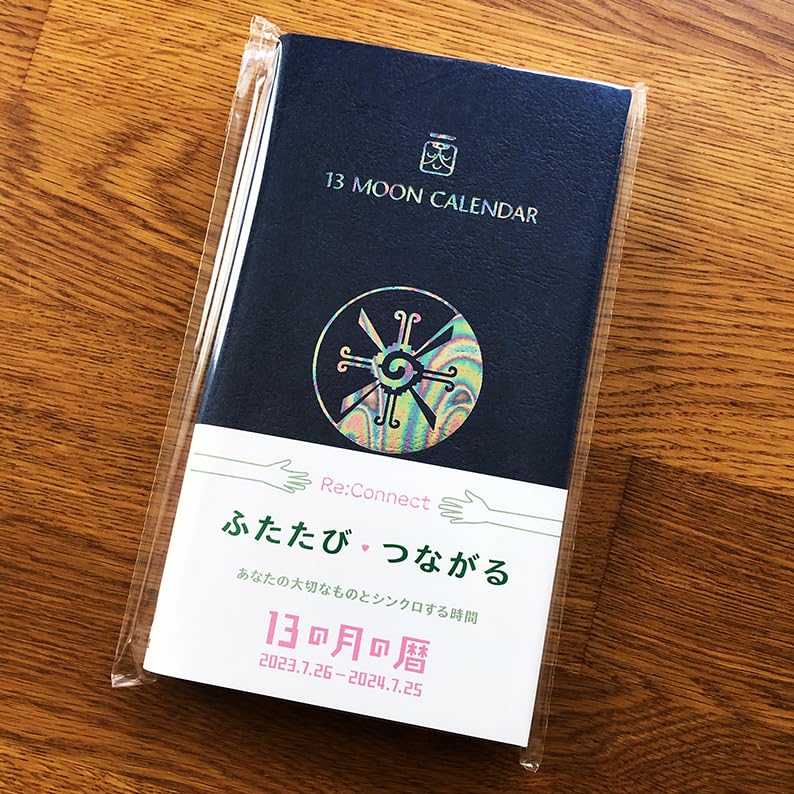 13 MOON CALENDAR
Re:Connect
ふたたび♥つながる
あなたの大切なものとシンクロする時間
13の月の暦
2023.7.26－2024.7.25